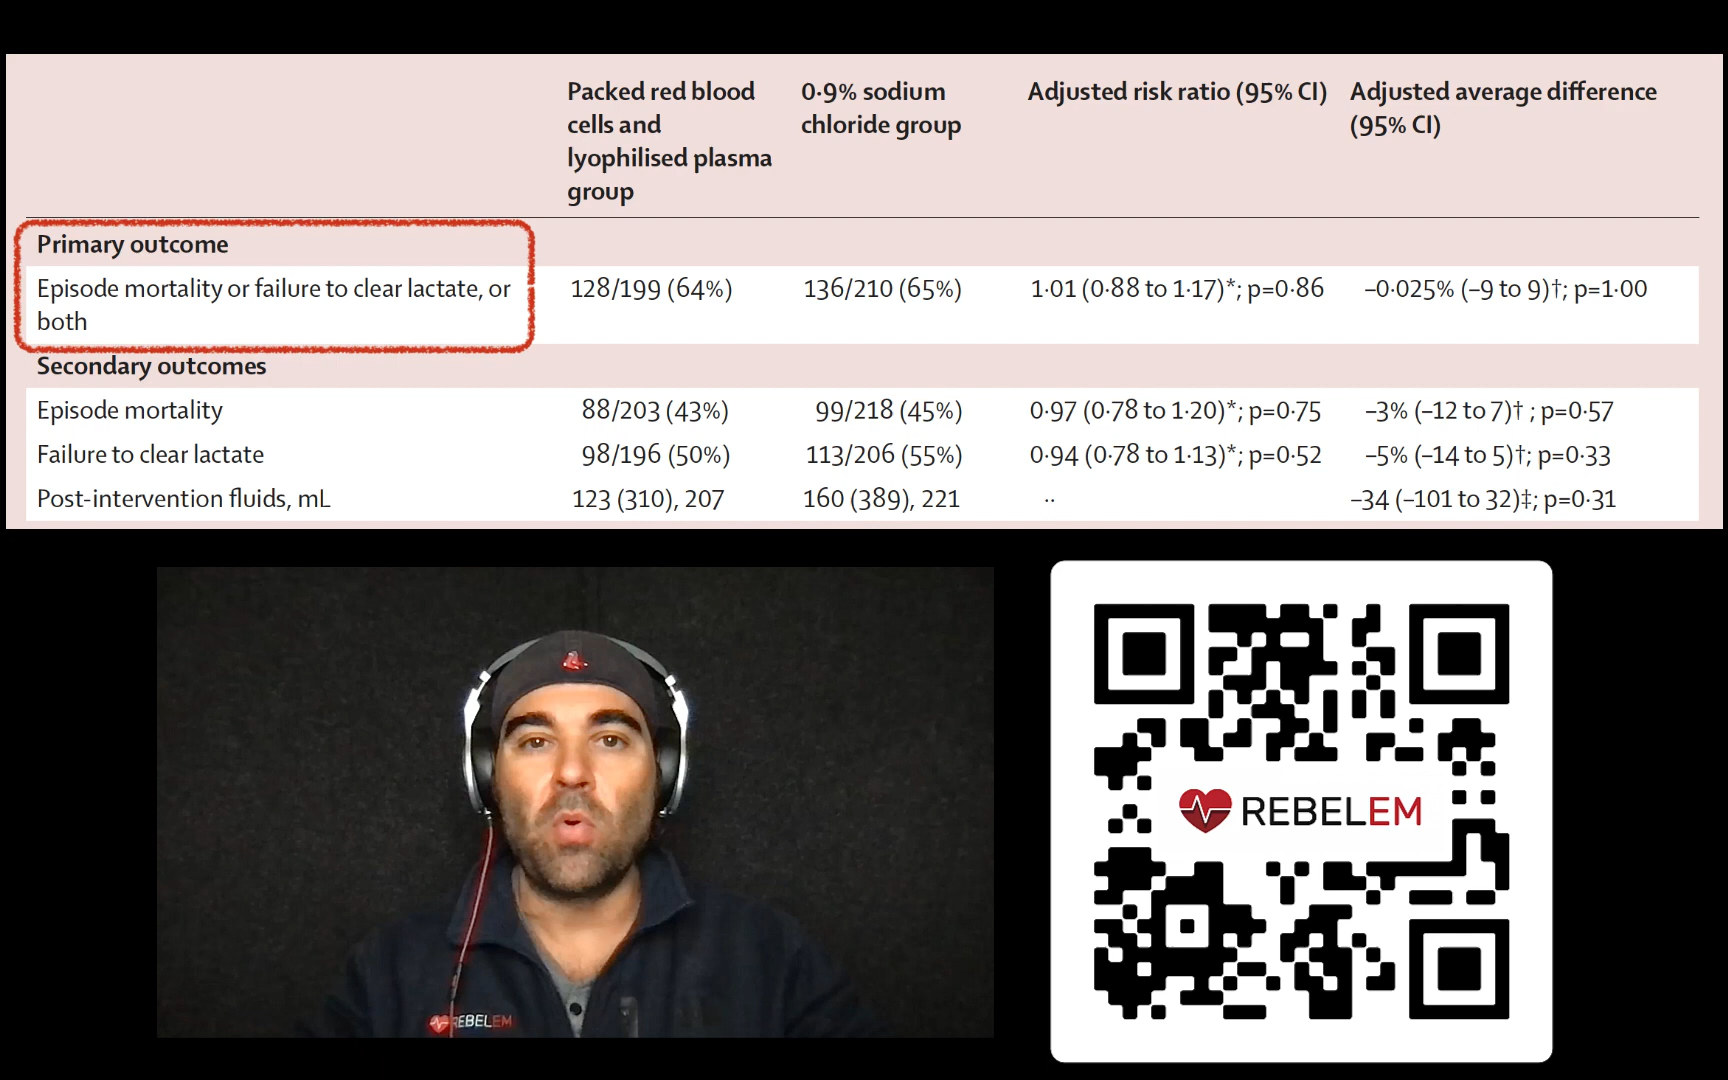 Packed red blood
cells and
lyophilised plasma
group
0·9% sodium
chloride group
Adjusted risk ratio (95% CI)
Adjusted average difference
(95% CI)
Primary outcome
Episode mortality or failure to clear lactate, or
both
128/199 (64%)
136/210 (65%)
1·01 (0·88 to 1·17)*; p=0·86
–0·025% (–9 to 9)†; p=1·00
Secondary outcomes
Episode mortality
88/203 (43%)
99/218 (45%)
0·97 (0·78 to 1·20)*; p=0·75
–3% (–12 to 7)† ; p=0·57
Failure to clear lactate
98/196 (50%)
113/206 (55%)
0·94 (0·78 to 1·13)*; p=0·52
–5% (–14 to 5)†; p=0·33
Post-intervention fluids, mL
123 (310), 207
160 (389), 221
··
–34 (–101 to 32)‡; p=0·31
REBELEM
REBELEM